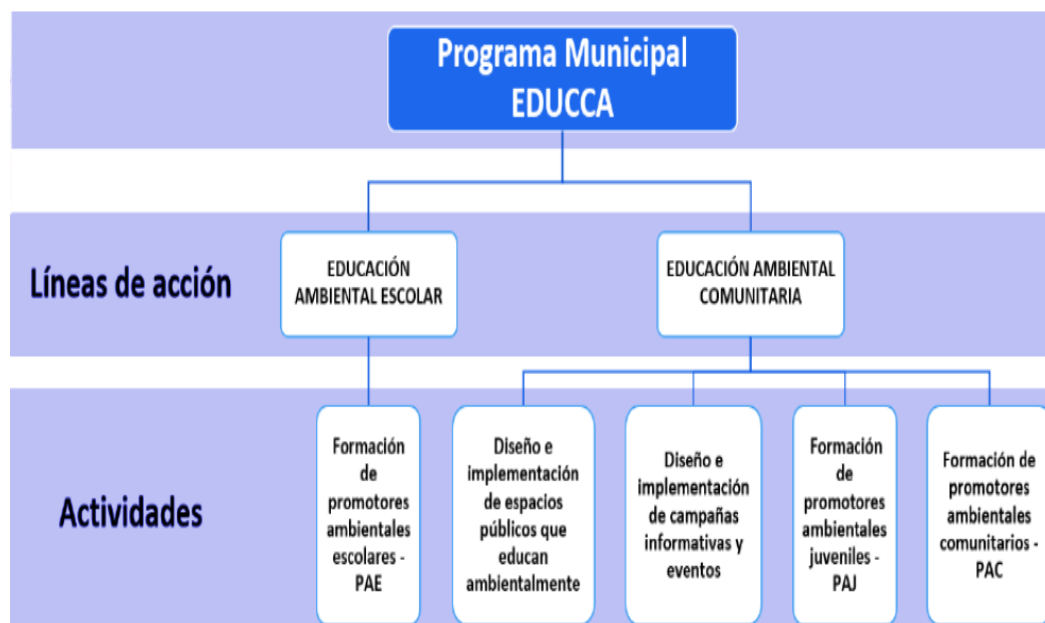 Programa Municipal
EDUCCA
Líneas de acción
EDUCACIÓN
AMBIENTAL ESCOLAR
EDUCACIÓN AMBIENTAL
COMUNITARIA
Actividades
Formación
de
promotores
ambientales
escolares -
PAE
Diseño e
implementación
de espacios
públicos que
educan
ambientalmente
Diseño e
implementación
de campañas
informativas y
eventos
Formación
de
promotores
ambientales
juveniles -
PAJ
Formación de
promotores
ambientales
comunitarios -
PAC